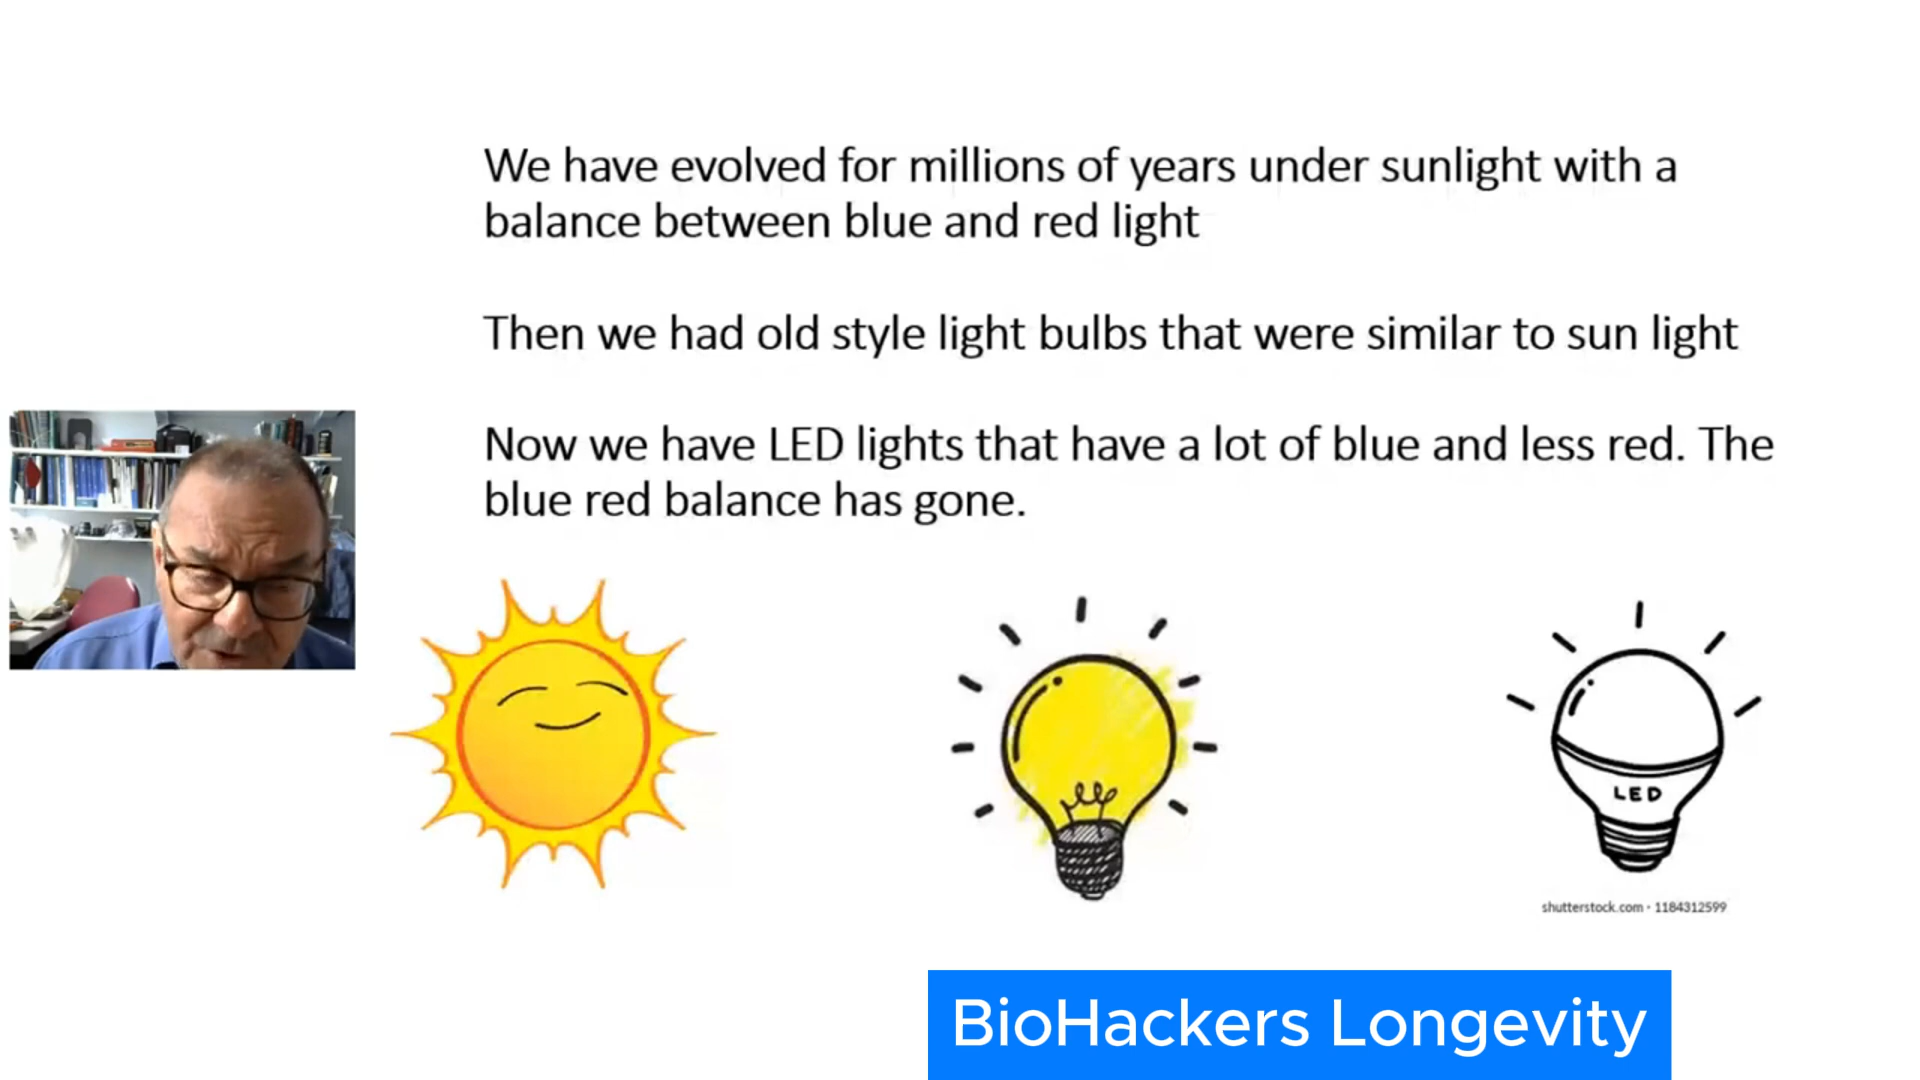 We have evolved for millions of years under sunlight with a
balance between blue and red light
Then we had old style light bulbs that were similar to sun light
Now we have LED lights that have a lot of blue and less red. The
blue red balance has gone.
LED
shutterstock.com · 1184312599
BioHackers Longevity